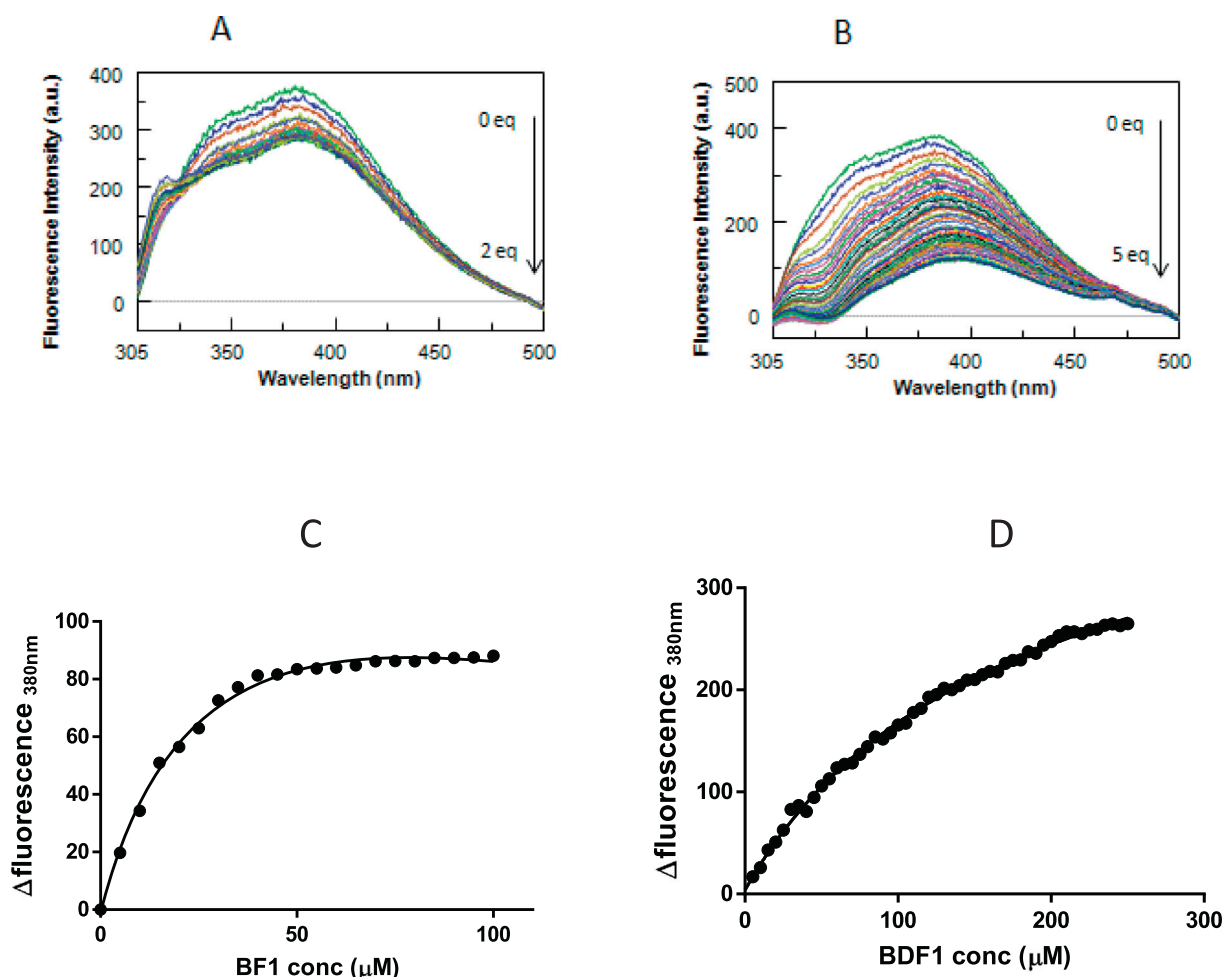 A
B
Fluorescence Intensity (a.u.)
400
300
200
100
0
0 eq
2 eq
305 350 400 450 500
Wavelength (nm)
Fluorescence Intensity (a.u.)
500
400
200
0
0 eq
5 eq
305 350 400 450 500
Wavelength (nm)
C
D
Δfluorescence 380nm
100
80
60
40
20
0
0 50 100
BF1 conc (μM)
Δfluorescence 380nm
300
200
100
0
0 100 200 300
BDF1 conc (μM)